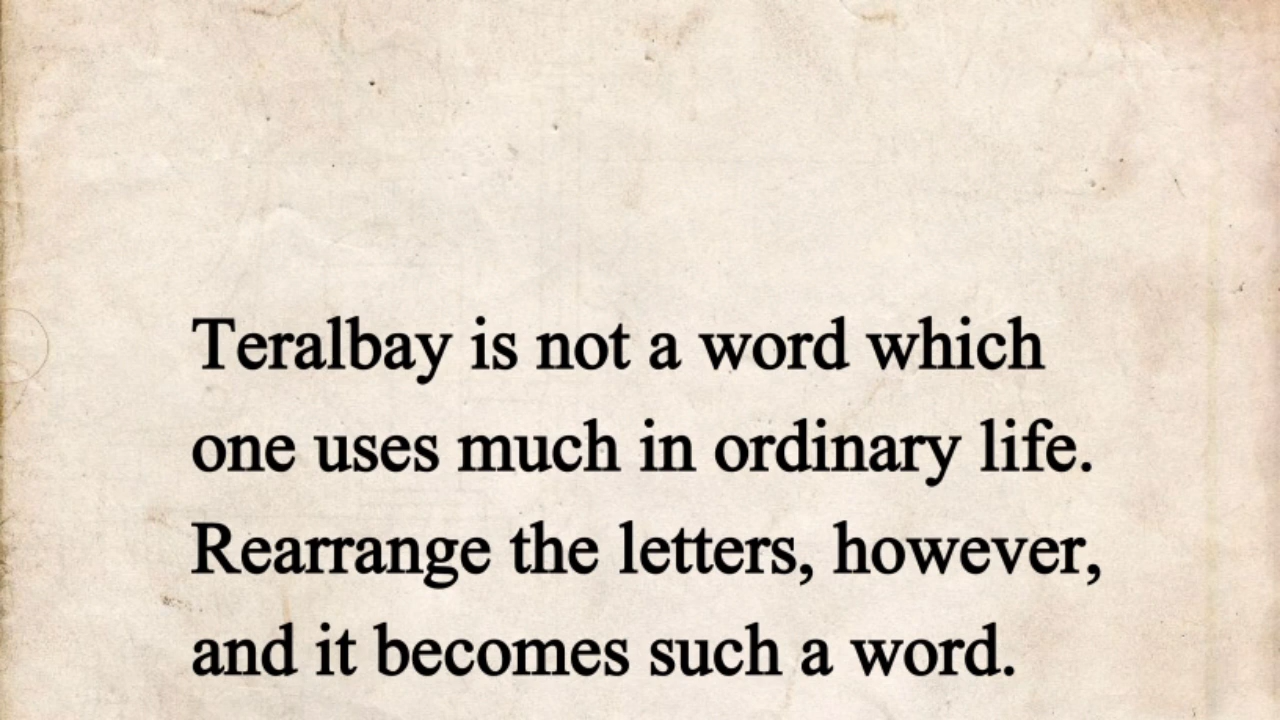 Teralbay is not a word which
one uses much in ordinary life.
Rearrange the letters, however,
and it becomes such a word.